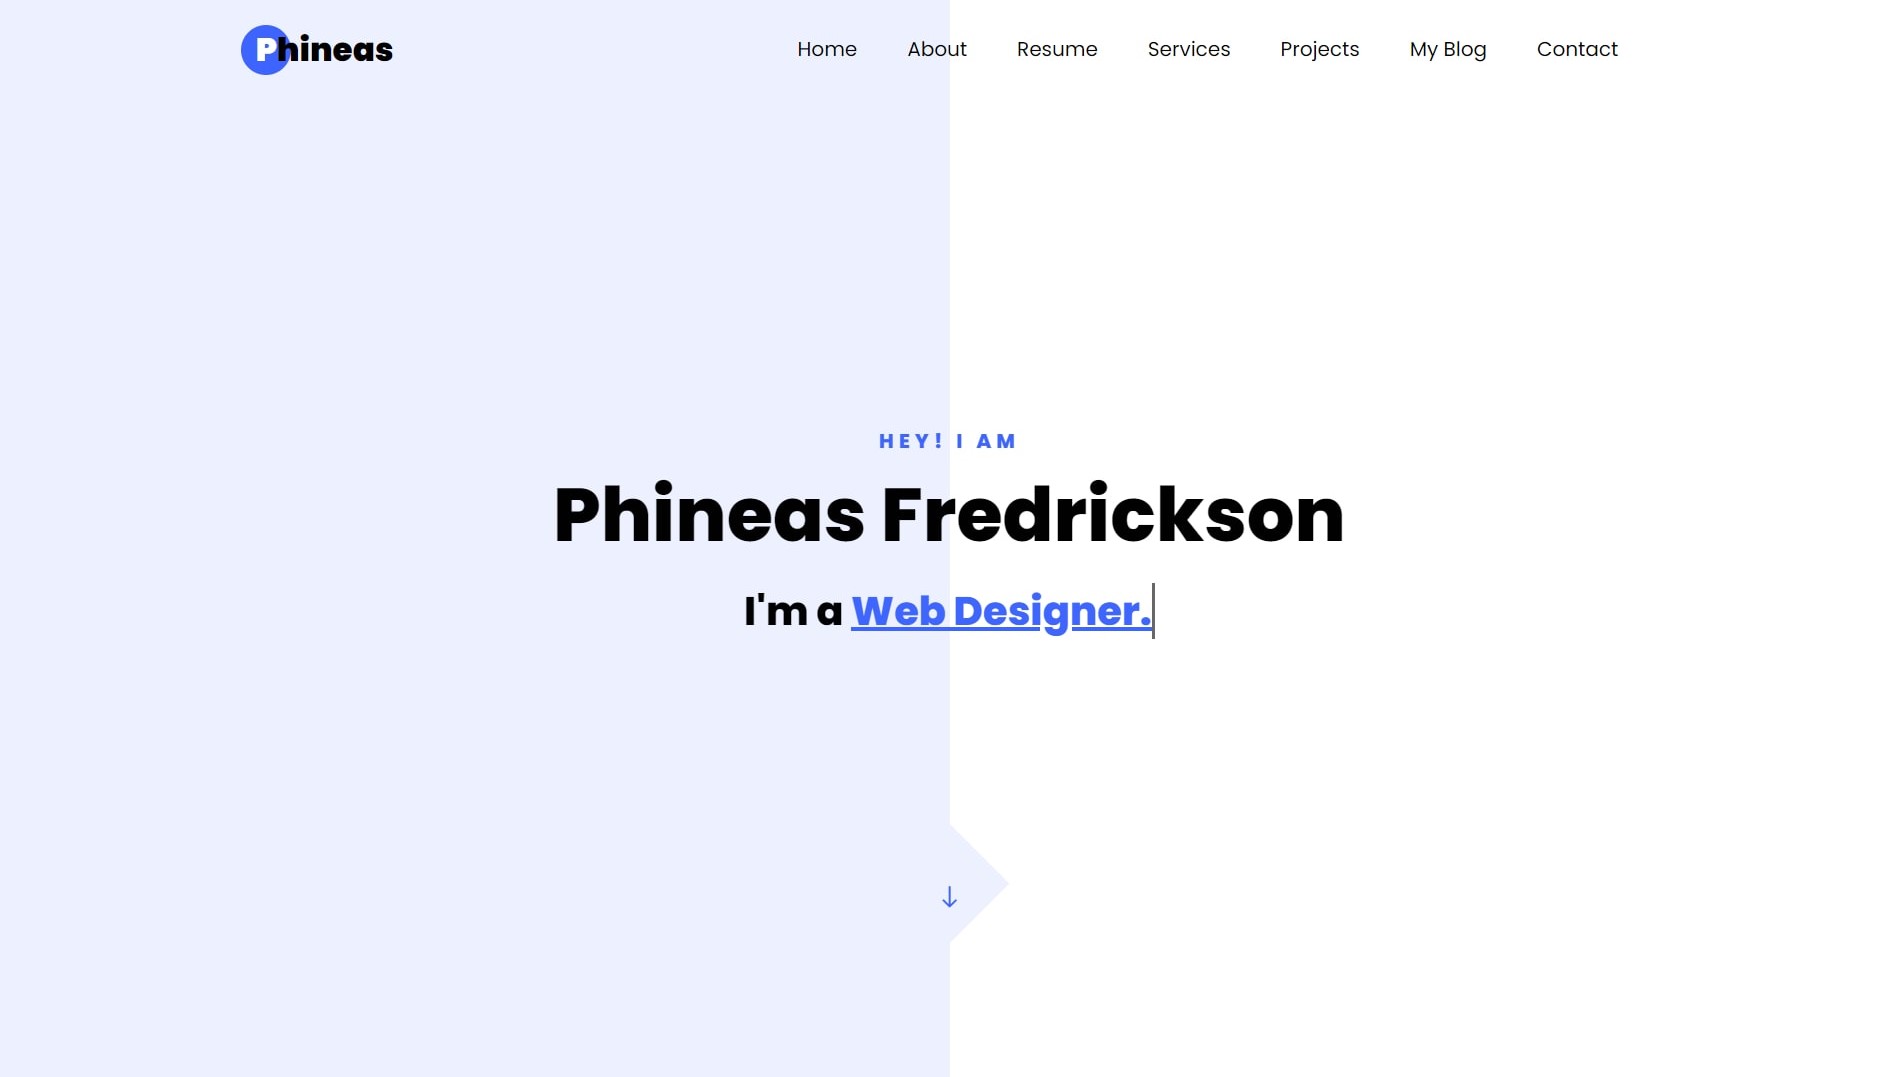 Phineas
Home About Resume Services Projects My Blog Contact
HEY! I AM
Phineas Fredrickson
I'm a Web Designer.